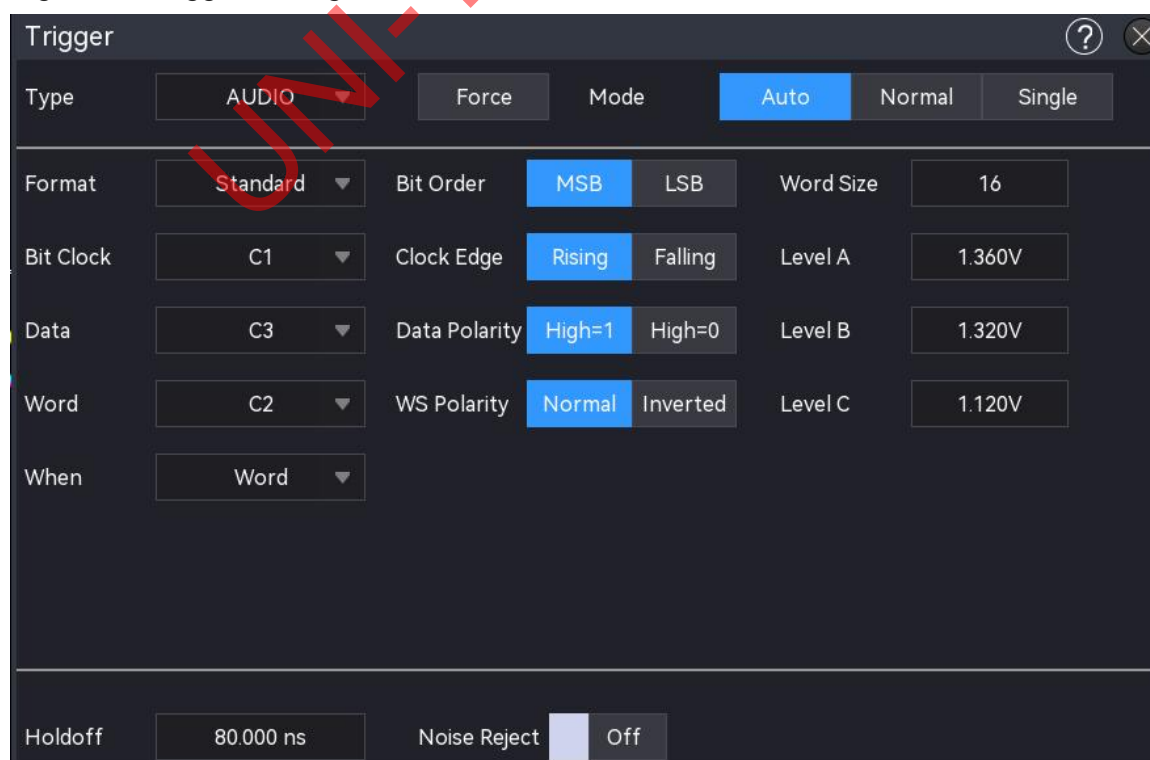 Trigger ?
Type AUDIO Force Mode Auto Normal Single
Format Standard Bit Order MSB LSB Word Size 16
Bit Clock C1 Clock Edge Rising Falling Level A 1.360V
Data C3 Data Polarity High=1 High=0 Level B 1.320V
Word C2 WS Polarity Normal Inverted Level C 1.120V
When Word
Holdoff 80.000 ns Noise Reject Off
UNI-